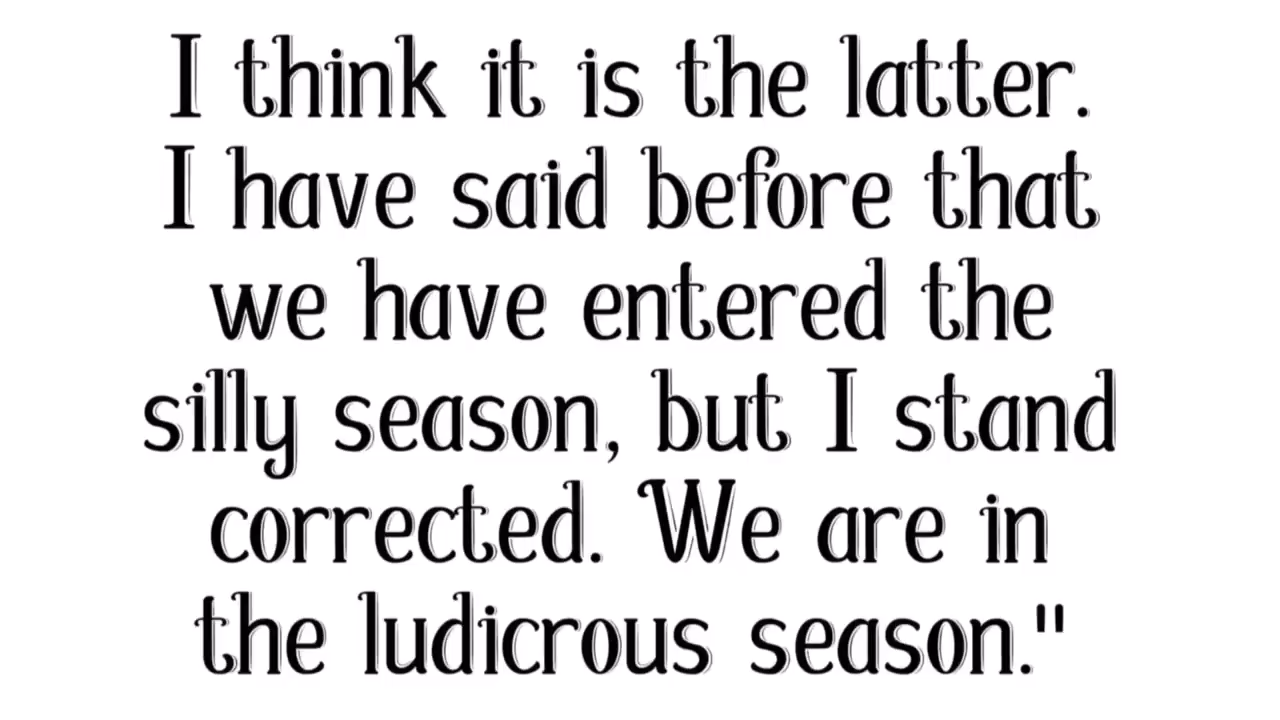 I think it is the latter.
I have said before that
we have entered the
silly season, but I stand
corrected. We are in
the ludicrous season."